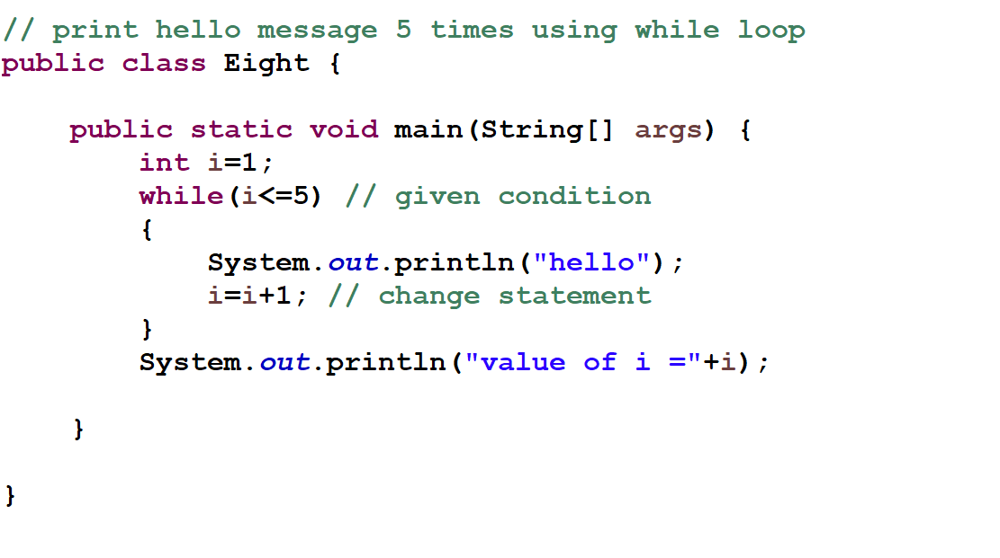 // print hello message 5 times using while loop
public class Eight {
public static void main(String[] args) {
int i=1;
while(i<=5) // given condition
{
System.out.println("hello");
i=i+1; // change statement
}
System.out.println("value of i ="+i);
}
}